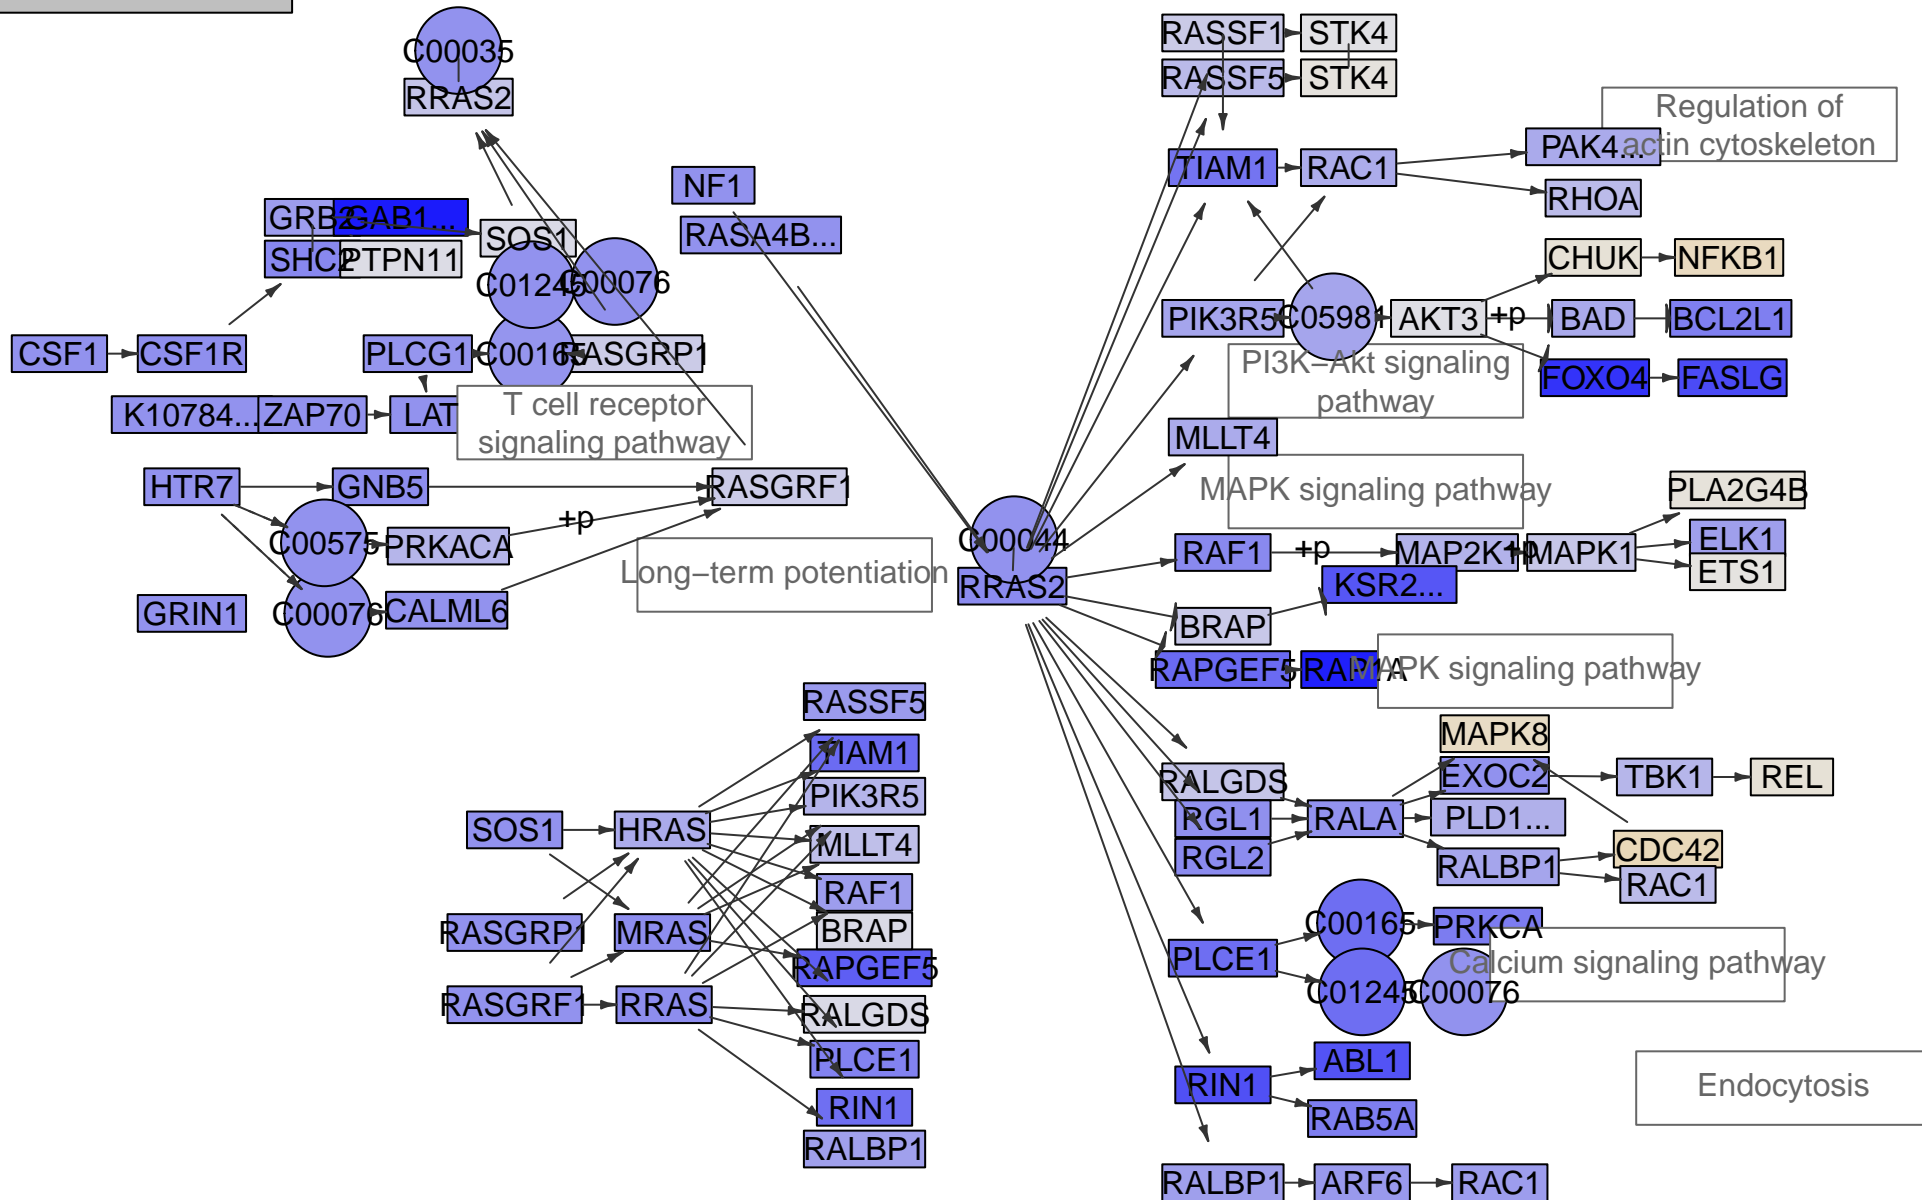 C00035
RRAS2
NF1
RASA4B...
GRB2
GAB1...
SHC2
PTPN11
SOS1
C01245
C00076
CSF1
CSF1R
PLCG1
C00165
RASGRP1
K10784...
ZAP70
LAT
T cell receptor
signaling pathway
HTR7
GNB5
RASGRF1
C00575
PRKACA
+p
GRIN1
C00076
CALML6
Long−term potentiation
C00044
RRAS2
RASSF1
STK4
RASSF5
STK4
Regulation of
actin cytoskeleton
TIAM1
RAC1
PAK4...
RHOA
CHUK
NFKB1
PIK3R5
C05981
AKT3
+p
BAD
BCL2L1
PI3K−Akt signaling
pathway
FOXO4
FASLG
MLLT4
MAPK signaling pathway
PLA2G4B
RAF1
+p
MAP2K1
+p
MAPK1
ELK1
ETS1
KSR2...
BRAP
RAPGEF5
RAP1A
MAPK signaling pathway
MAPK8
RALGDS
EXOC2
TBK1
REL
RGL1
RALA
PLD1...
RGL2
RALBP1
CDC42
RAC1
PLCE1
C00165
PRKCA
C01245
C00076
Calcium signaling pathway
RIN1
ABL1
RAB5A
Endocytosis
RALBP1
ARF6
RAC1
RASSF5
TIAM1
PIK3R5
SOS1
HRAS
MLLT4
RAF1
RASGRP1
MRAS
BRAP
RAPGEF5
RASGRF1
RRAS
RALGDS
PLCE1
RIN1
RALBP1